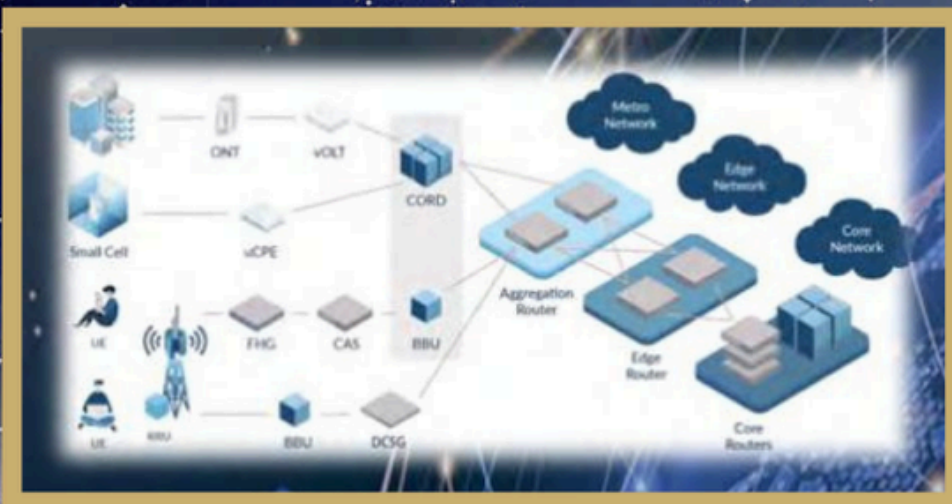 Metro
Network
ONT
vOLT
Edge
Network
CORD
Core
Network
Small Cell
uCPE
Aggregation
Router
UE
FHG
CAS
BBU
Edge
Router
UE
RRU
BBU
DCSG
Core
Routers